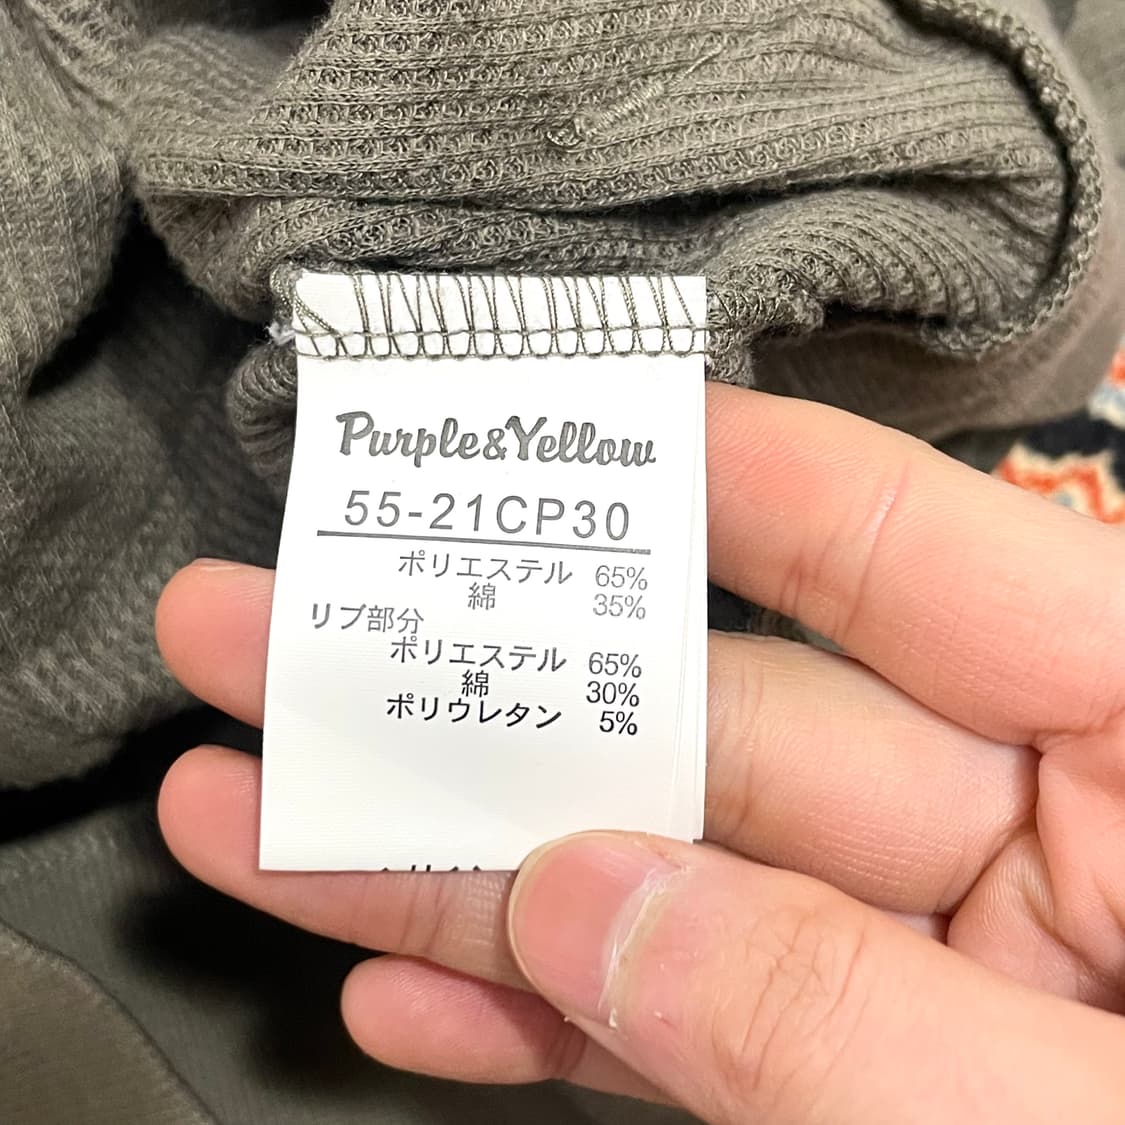 Purple&Yellow
55-21CP30
ポリエステル 65%
綿 35%
リブ部分
ポリエステル 65%
綿 30%
ポリウレタン 5%